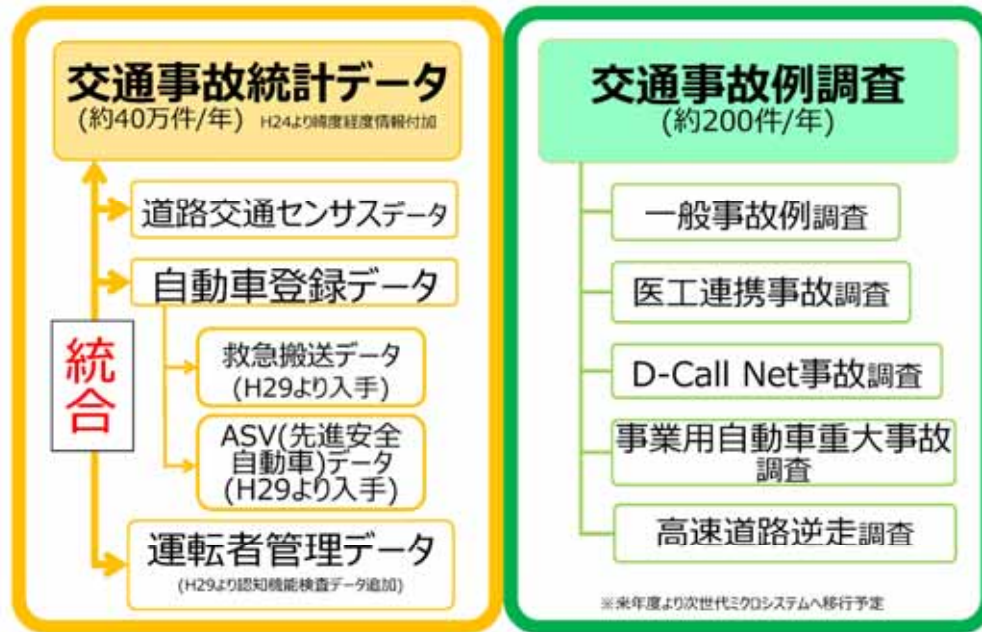 交通事故統計データ
(約40万件/年) H24より緯度経度情報付加
道路交通センサスデータ
自動車登録データ
統合
救急搬送データ
(H29より入手)
ASV(先進安全
自動車)データ
(H29より入手)
運転者管理データ
(H29より認知機能検査データ追加)
交通事故例調査
(約200件/年)
一般事故例調査
医工連携事故調査
D-Call Net事故調査
事業用自動車重大事故
調査
高速道路逆走調査
※来年度より次世代ミクロシステムへ移行予定